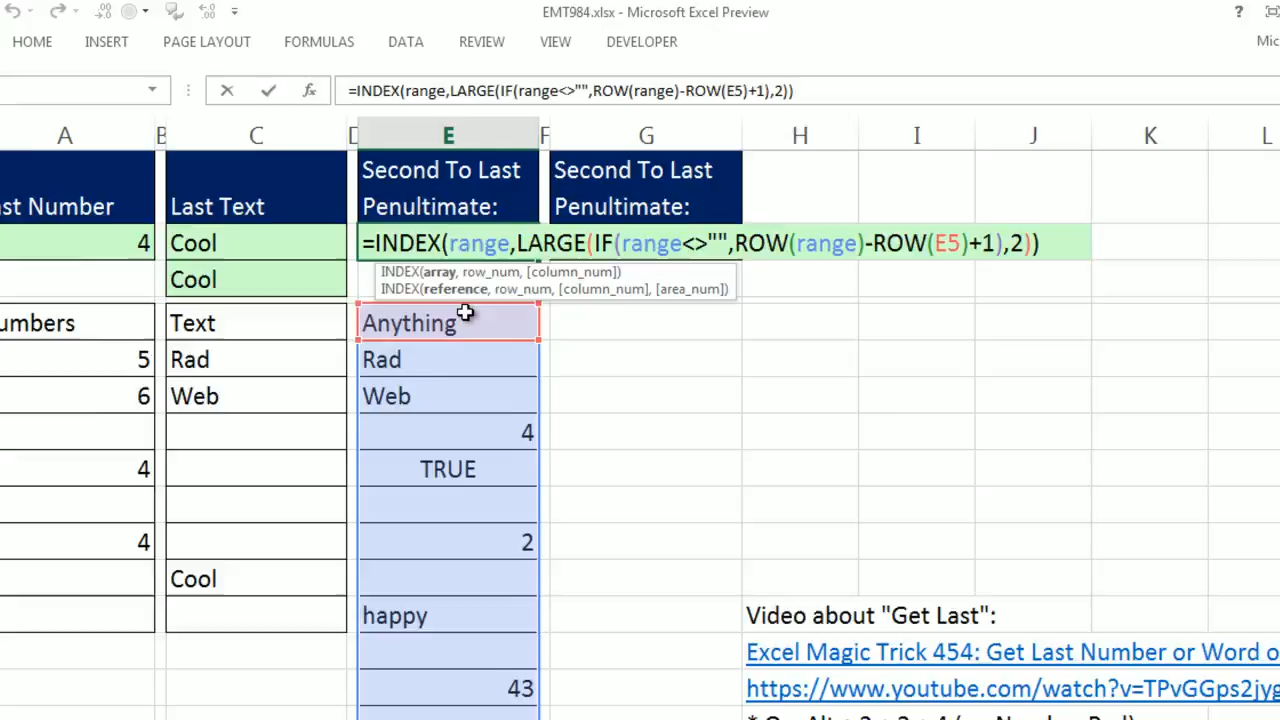 EMT984.xlsx - Microsoft Excel Preview
?
HOME INSERT PAGE LAYOUT FORMULAS DATA REVIEW VIEW DEVELOPER
=INDEX(range,LARGE(IF(range<>"",ROW(range)-ROW(E5)+1),2))
A B C D E F G H I J K L
Second To Last Second To Last
Number Last Text Penultimate: Penultimate:
4 Cool =INDEX(range,LARGE(IF(range<>"",ROW(range)-ROW(E5)+1),2))
Cool INDEX(array, row_num, [column_num])
INDEX(reference, row_num, [column_num], [area_num])
Text Anything
5 Rad Rad
6 Web Web
4
4 TRUE
4 2
Cool
happy Video about "Get Last":
Excel Magic Trick 454: Get Last Number or Word
43 https://www.youtube.com/watch?v=TPvGGps2jyg